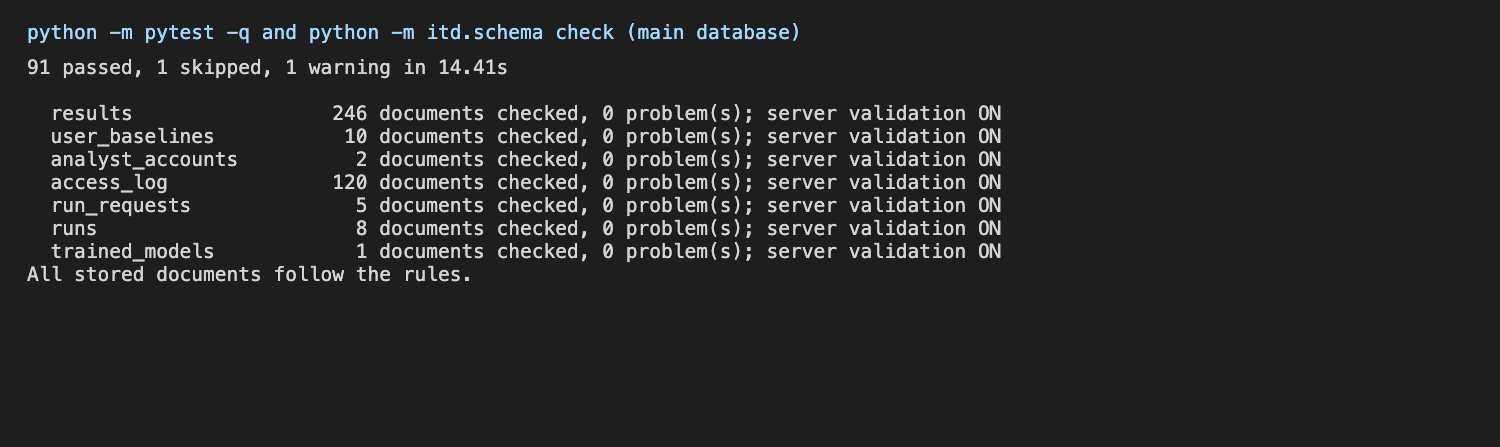 python -m pytest -q and python -m itd.schema check (main database)
91 passed, 1 skipped, 1 warning in 14.41s
results 246 documents checked, 0 problem(s); server validation ON
user_baselines 10 documents checked, 0 problem(s); server validation ON
analyst_accounts 2 documents checked, 0 problem(s); server validation ON
access_log 120 documents checked, 0 problem(s); server validation ON
run_requests 5 documents checked, 0 problem(s); server validation ON
runs 8 documents checked, 0 problem(s); server validation ON
trained_models 1 documents checked, 0 problem(s); server validation ON
All stored documents follow the rules.